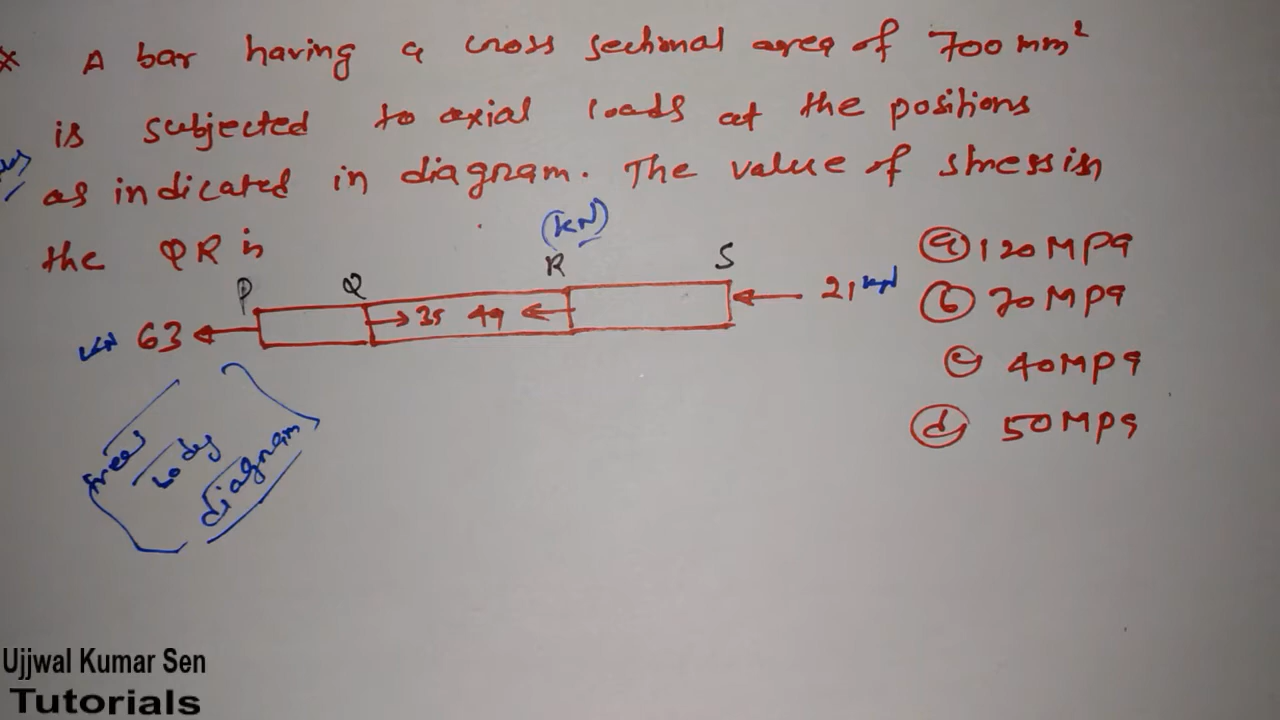 * A bar having a cross sectional area of 700 mm²
is subjected to axial loads at the positions
as indicated in diagram. The value of stress in
the QR is
(KN)
P Q R S
KN 63 35 49 21 KN
(a) 120 MPa
(b) 70 MPa
(c) 40 MPa
(d) 50 MPa
free
body
diagram
Ujjwal Kumar Sen
Tutorials